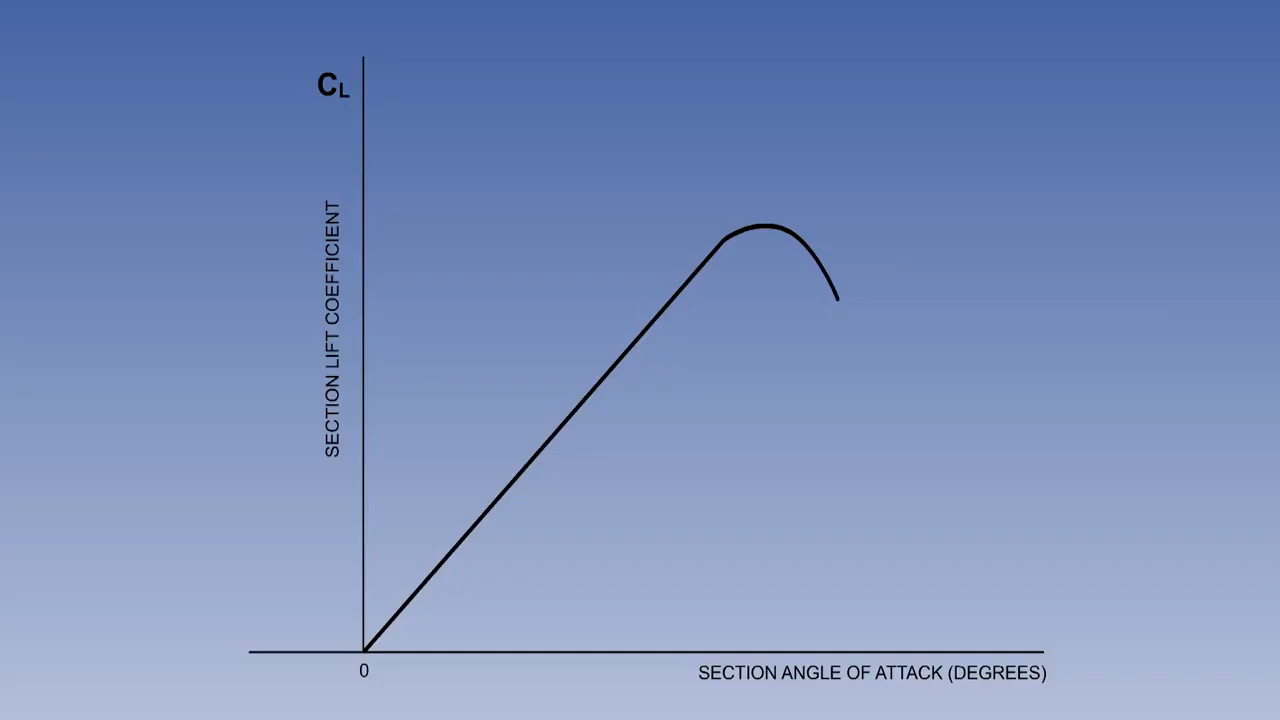 CL
SECTION LIFT COEFFICIENT
0
SECTION ANGLE OF ATTACK (DEGREES)